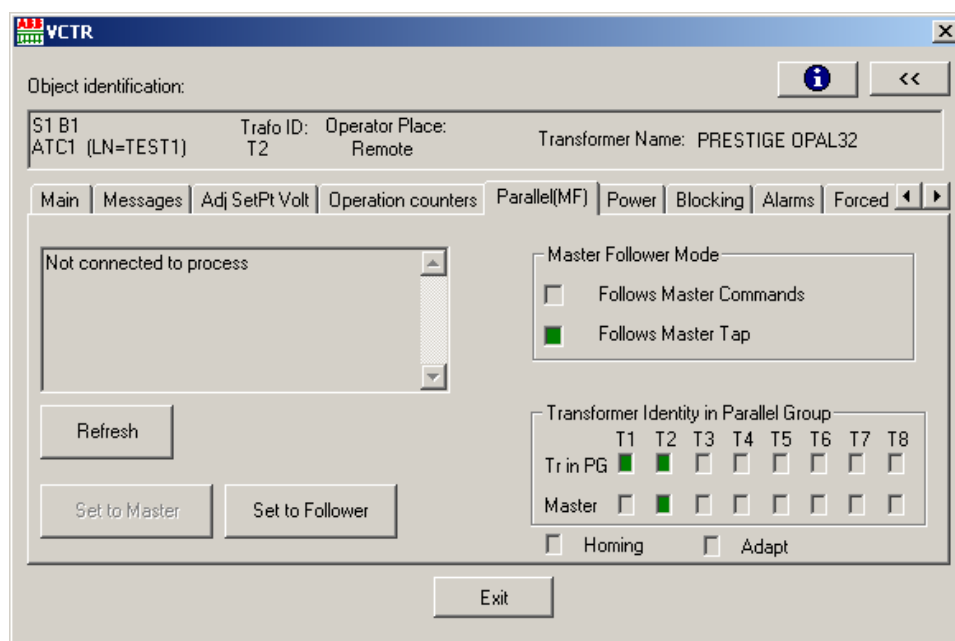 ABB VCTR
Object identification:
<<
S1 B1 Trafo ID: Operator Place: Transformer Name: PRESTIGE OPAL32
ATC1 (LN=TEST1) T2 Remote
Main Messages Adj SetPt Volt Operation counters Parallel(MF) Power Blocking Alarms Forced
Not connected to process
Master Follower Mode
Follows Master Commands
Follows Master Tap
Refresh
Set to Master Set to Follower
Transformer Identity in Parallel Group
T1 T2 T3 T4 T5 T6 T7 T8
Tr in PG
Master
Homing Adapt
Exit